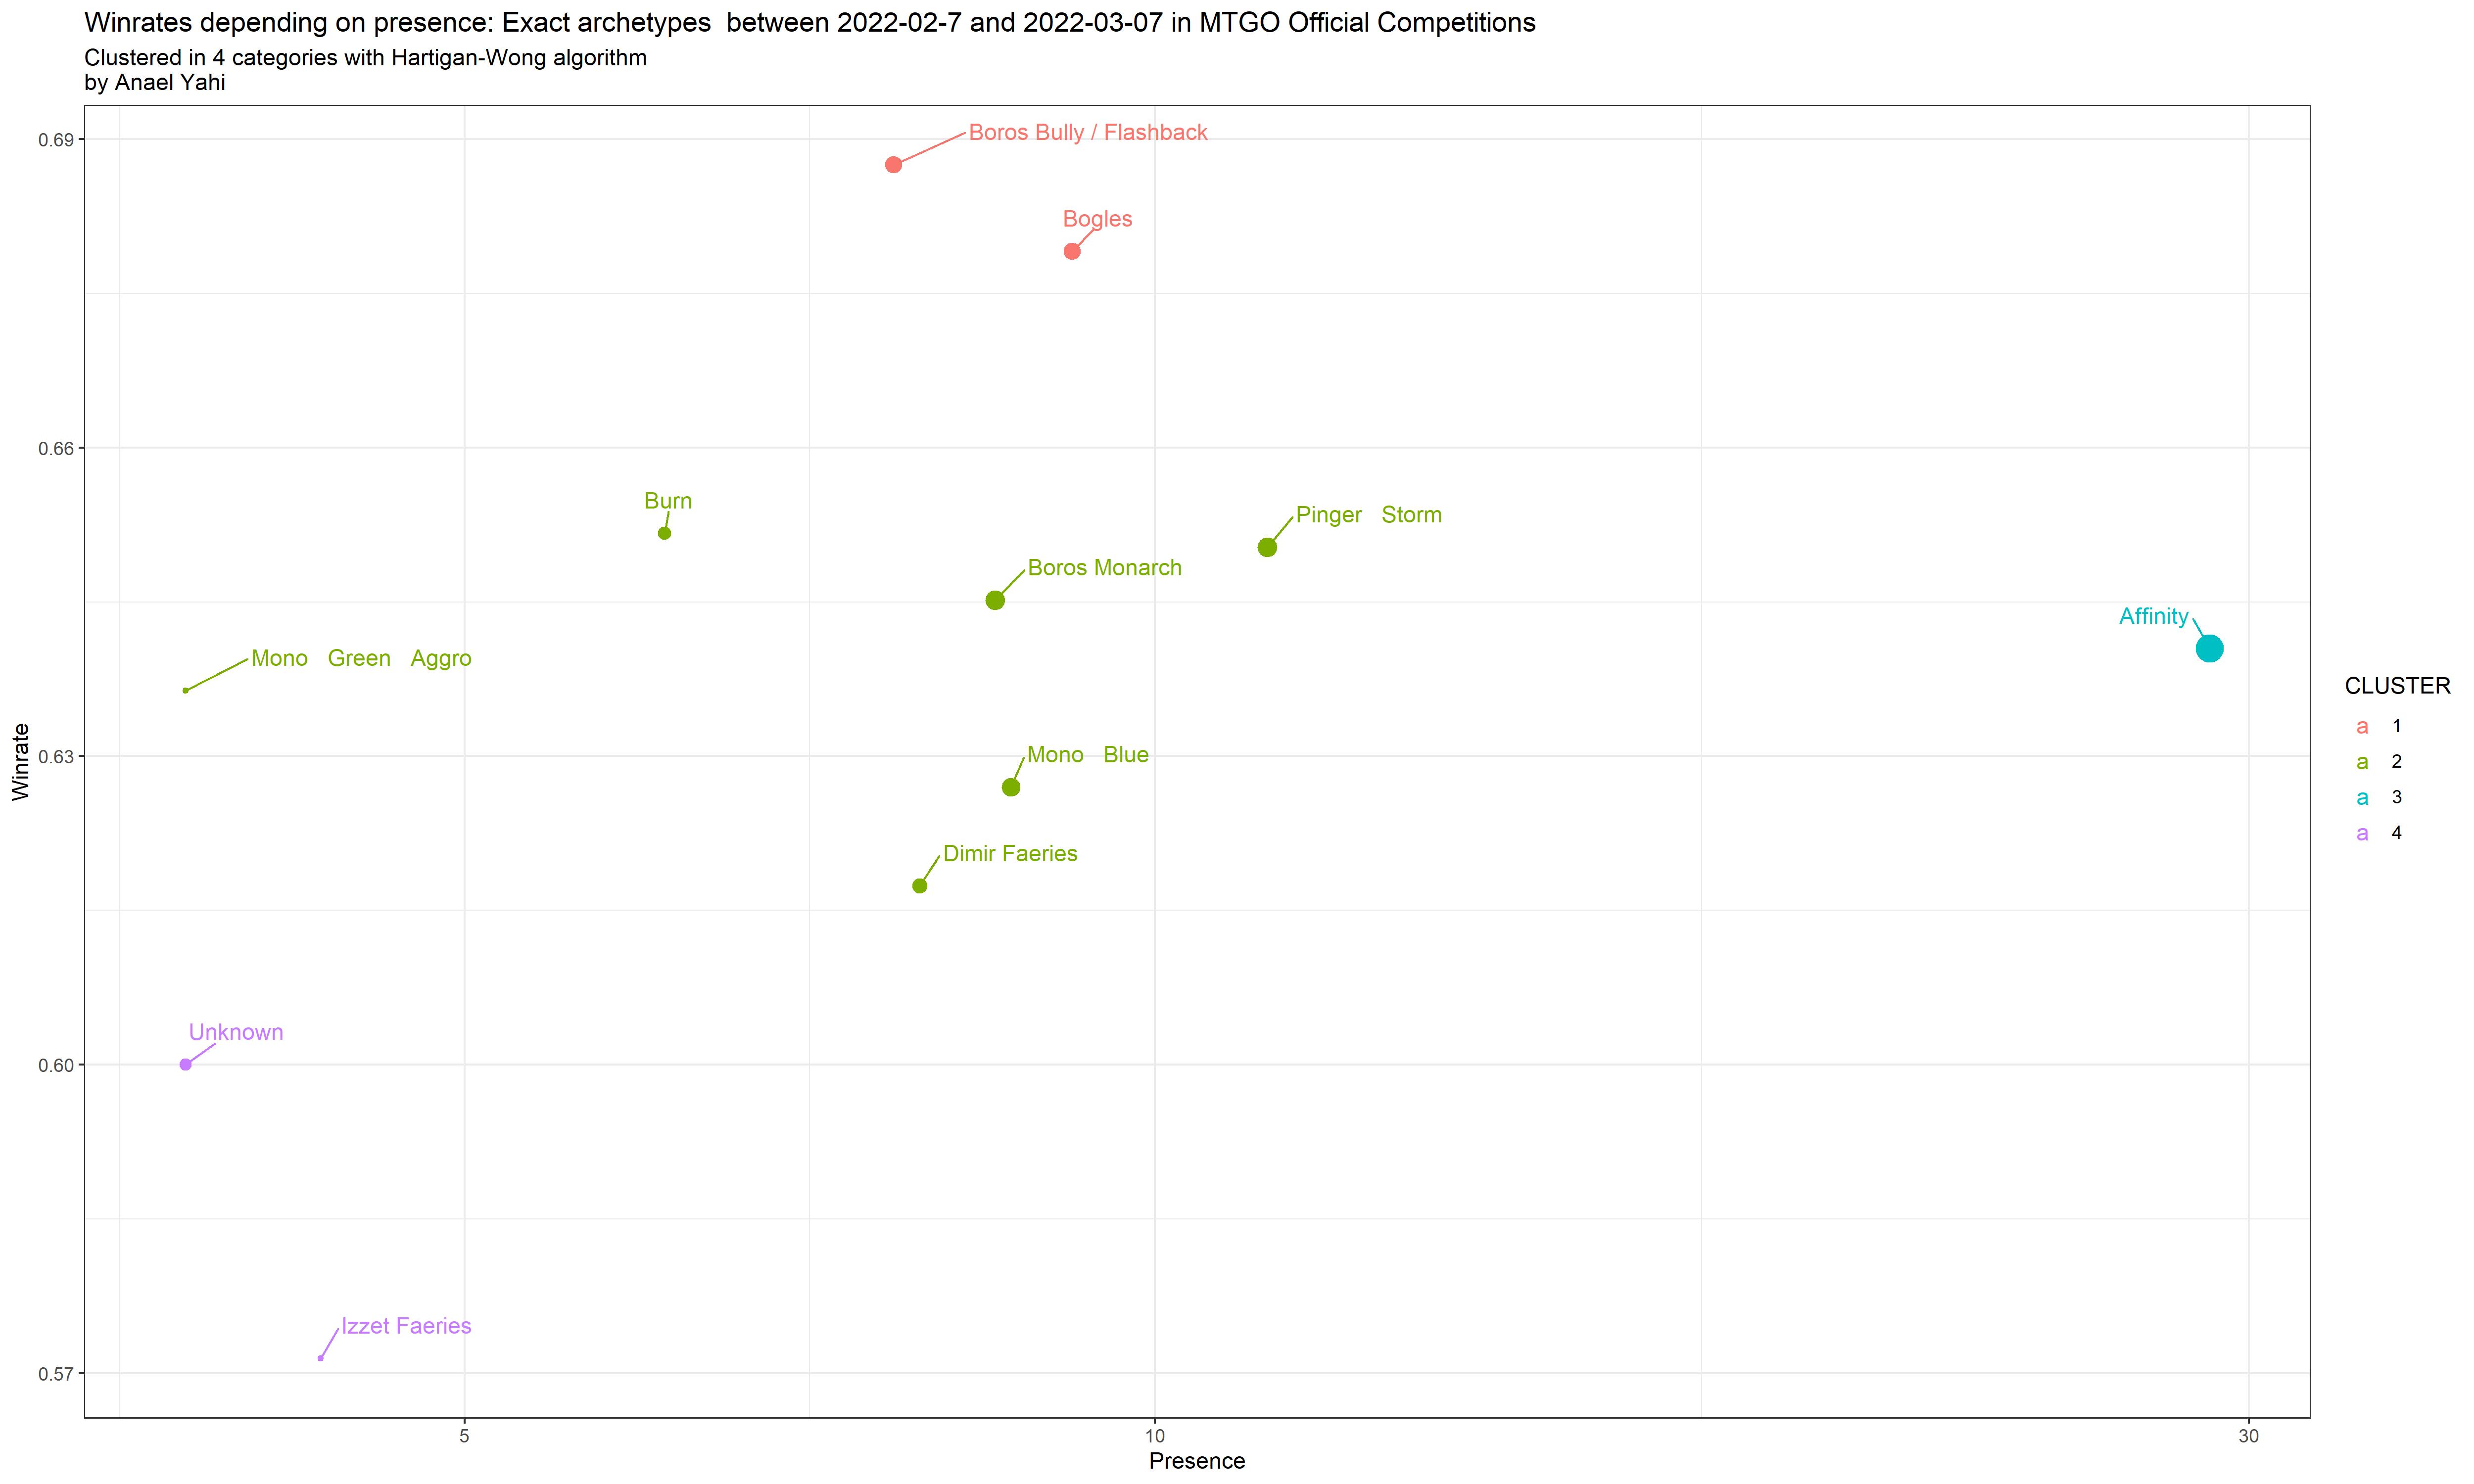 Winrates depending on presence: Exact archetypes  between 2022-02-7 and 2022-03-07 in MTGO Official Competitions
Clustered in 4 categories with Hartigan-Wong algorithm
by Anael Yahi
0.69
Boros Bully / Flashback
Bogles
0.66
Burn
Pinger   Storm
Boros Monarch
Affinity
Mono   Green   Aggro
CLUSTER
a 1
a 2
a 3
a 4
Winrate
0.63
Mono   Blue
Dimir Faeries
Unknown
0.60
Izzet Faeries
0.57
5
10
30
Presence